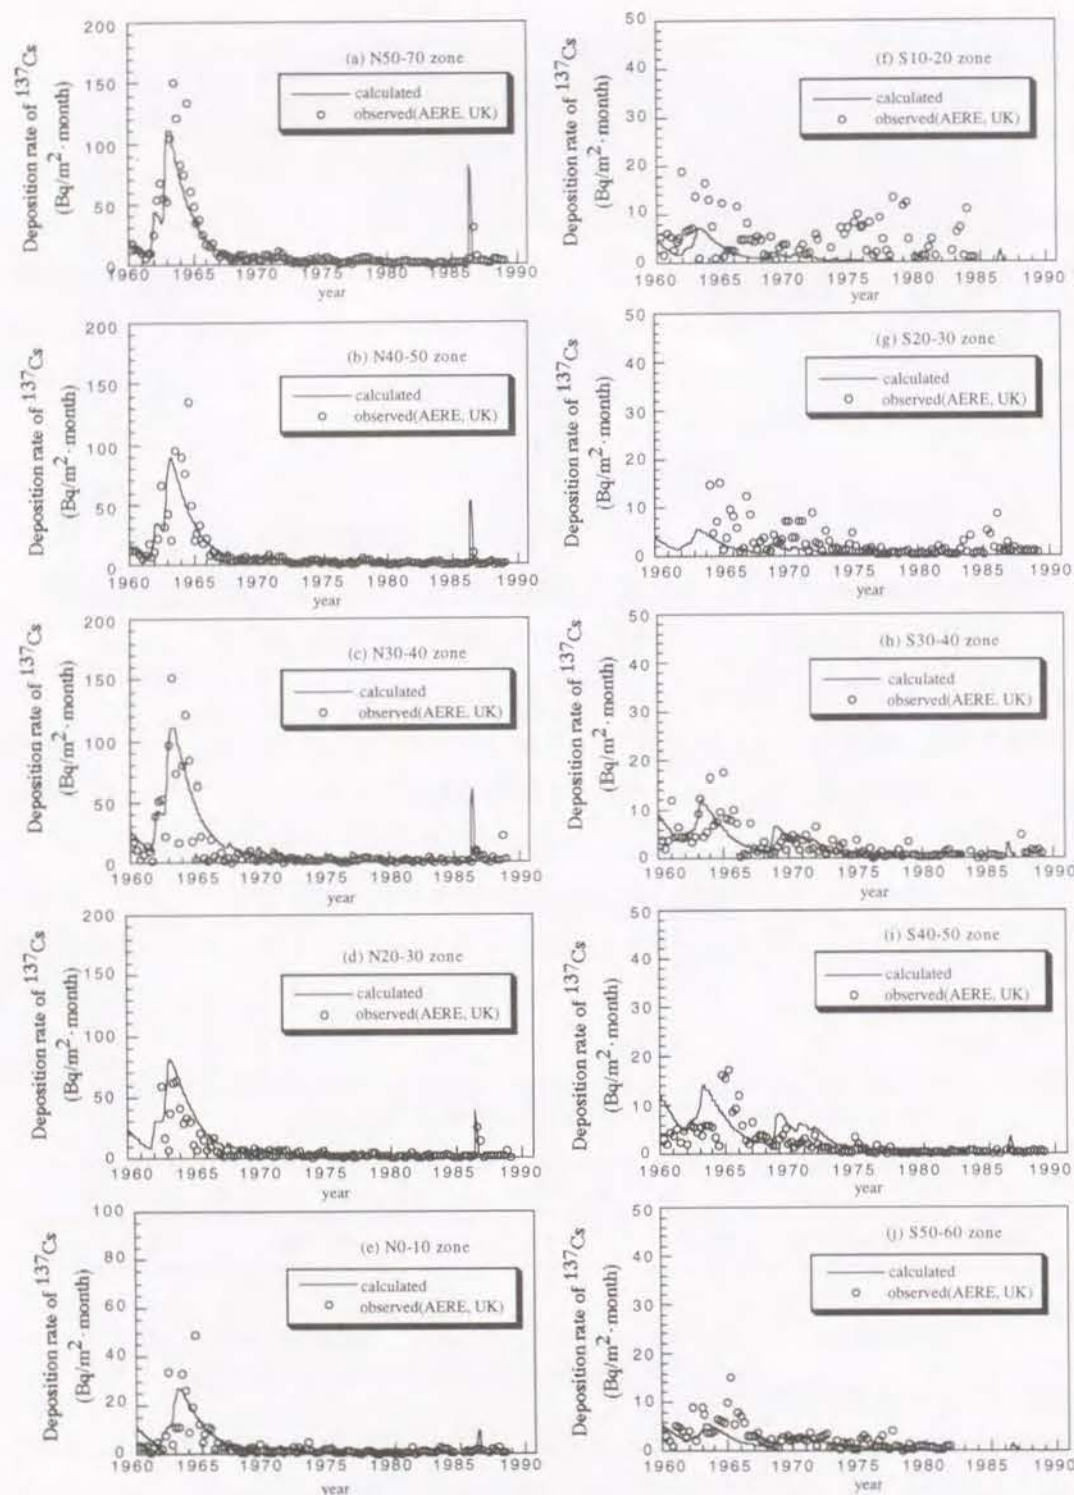 Deposition rate of 137Cs
(Bq/m2·month)
200
150
100
50
0
(a) N50-70 zone
calculated
observed(AERE, UK)
1960 1965 1970 1975 1980 1985 1990
year
Deposition rate of 137Cs
(Bq/m2·month)
200
150
100
50
0
(b) N40-50 zone
calculated
observed(AERE, UK)
1960 1965 1970 1975 1980 1985 1990
year
Deposition rate of 137Cs
(Bq/m2·month)
200
150
100
50
0
(c) N30-40 zone
calculated
observed(AERE, UK)
1960 1965 1970 1975 1980 1985 1990
year
Deposition rate of 137Cs
(Bq/m2·month)
200
150
100
50
0
(d) N20-30 zone
calculated
observed(AERE, UK)
1960 1965 1970 1975 1980 1985 1990
year
Deposition rate of 137Cs
(Bq/m2·month)
100
80
60
40
20
0
(e) N0-10 zone
calculated
observed(AERE, UK)
1960 1965 1970 1975 1980 1985 1990
year
Deposition rate of 137Cs
(Bq/m2·month)
50
40
30
20
10
0
(f) S10-20 zone
calculated
observed(AERE, UK)
1960 1965 1970 1975 1980 1985 1990
year
Deposition rate of 137Cs
(Bq/m2·month)
50
40
30
20
10
0
(g) S20-30 zone
calculated
observed(AERE, UK)
1960 1965 1970 1975 1980 1985 1990
year
Deposition rate of 137Cs
(Bq/m2·month)
50
40
30
20
10
0
(h) S30-40 zone
calculated
observed(AERE, UK)
1960 1965 1970 1975 1980 1985 1990
year
Deposition rate of 137Cs
(Bq/m2·month)
50
40
30
20
10
0
(i) S40-50 zone
calculated
observed(AERE, UK)
1960 1965 1970 1975 1980 1985 1990
year
Deposition rate of 137Cs
(Bq/m2·month)
50
40
30
20
10
0
(j) S50-60 zone
calculated
observed(AERE, UK)
1960 1965 1970 1975 1980 1985 1990
year